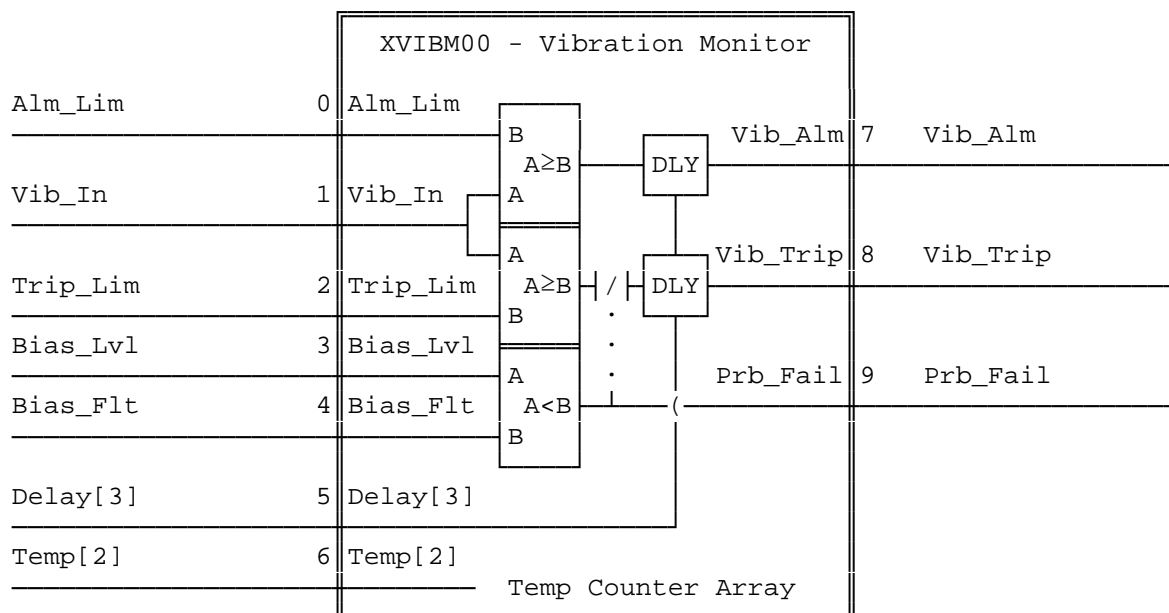 XVIBM00 - Vibration Monitor
Alm_Lim 0 Alm_Lim
B Vib_Alm 7 Vib_Alm
A≥B DLY
Vib_In 1 Vib_In A
A Vib_Trip 8 Vib_Trip
Trip_Lim 2 Trip_Lim A≥B / DLY
B
Bias_Lvl 3 Bias_Lvl
A Prb_Fail 9 Prb_Fail
Bias_Flt 4 Bias_Flt A<B (
B
Delay[3] 5 Delay[3]
Temp[2] 6 Temp[2]
Temp Counter Array